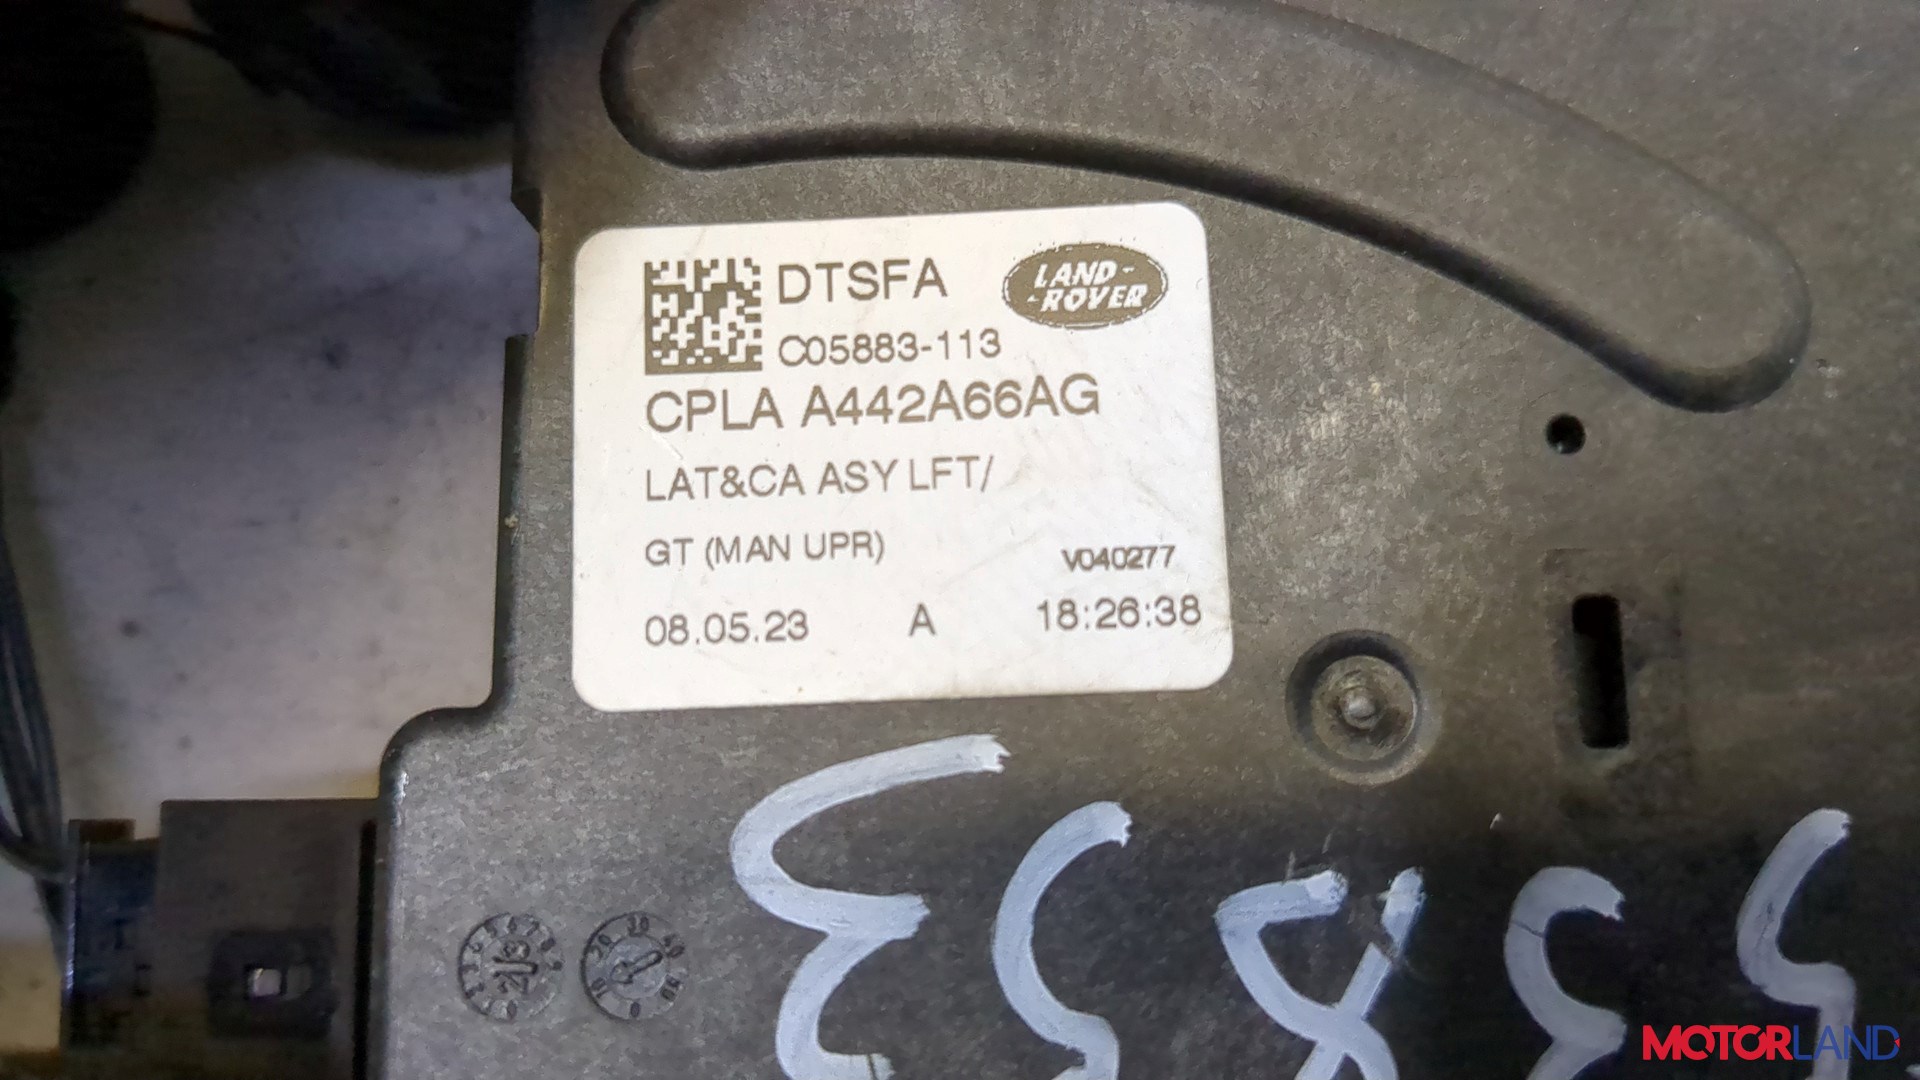 DTSFA
LAND-
-ROVER
C05883-113
CPLA A442A66AG
LAT&CA ASY LFT/
GT (MAN UPR)
V040277
08.05.23 A 18:26:38
MOTORLAND